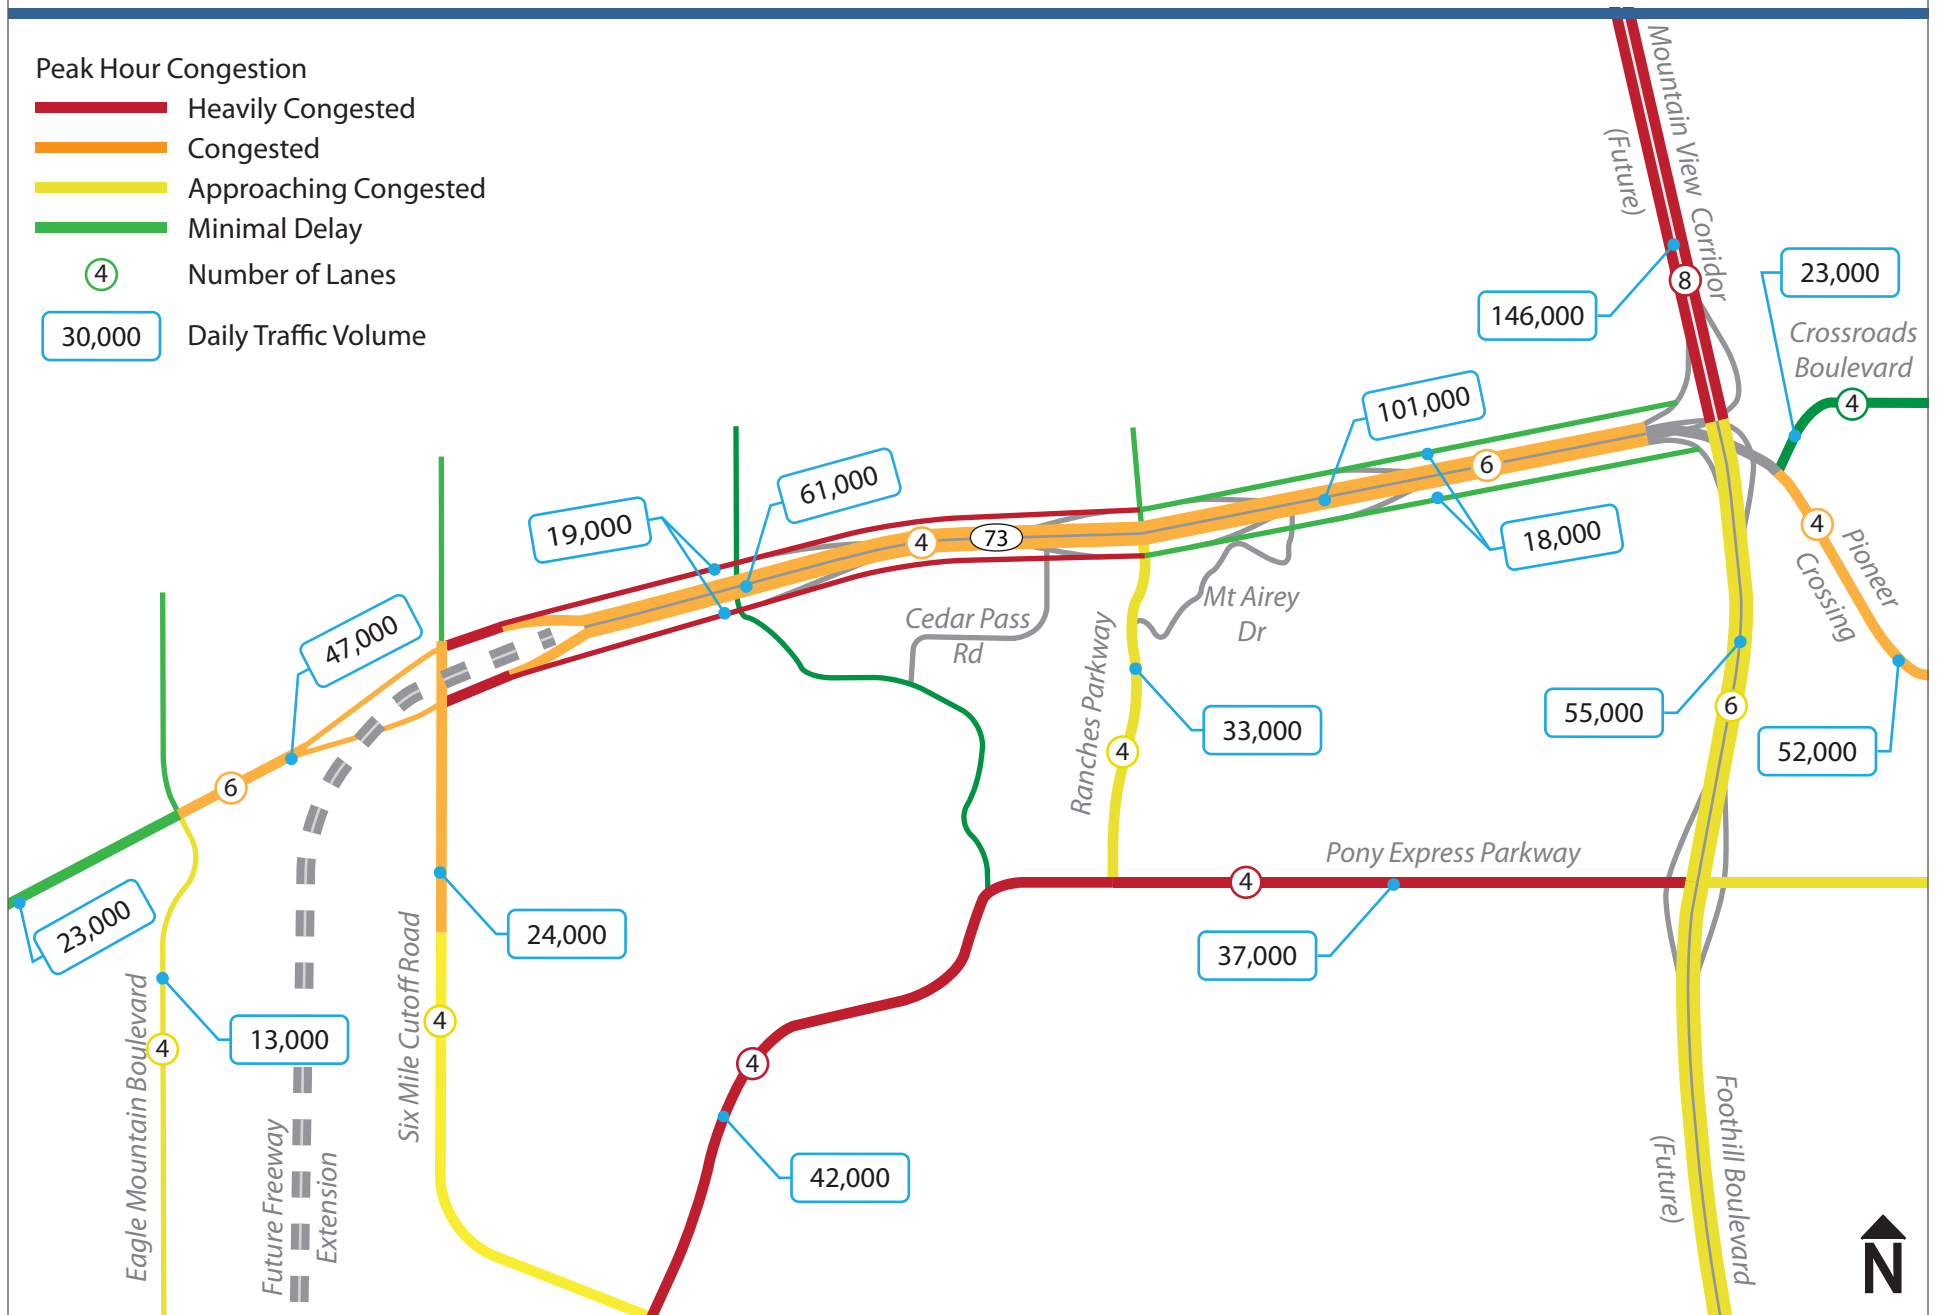 Peak Hour Congestion
Heavily Congested
Congested
Approaching Congested
Minimal Delay
4
Number of Lanes
30,000
Daily Traffic Volume
Mountain View Corridor
(Future)
146,000
8
23,000
Crossroads
Boulevard
4
101,000
6
61,000
19,000
4
73
18,000
4
Pioneer
Crossing
47,000
Cedar Pass
Rd
Mt Airey
Dr
Ranches Parkway
33,000
4
55,000
6
52,000
6
23,000
24,000
Pony Express Parkway
4
37,000
Eagle Mountain Boulevard
4
13,000
Six Mile Cutoff Road
4
4
42,000
Future Freeway
Extension
Foothill Boulevard
(Future)
N